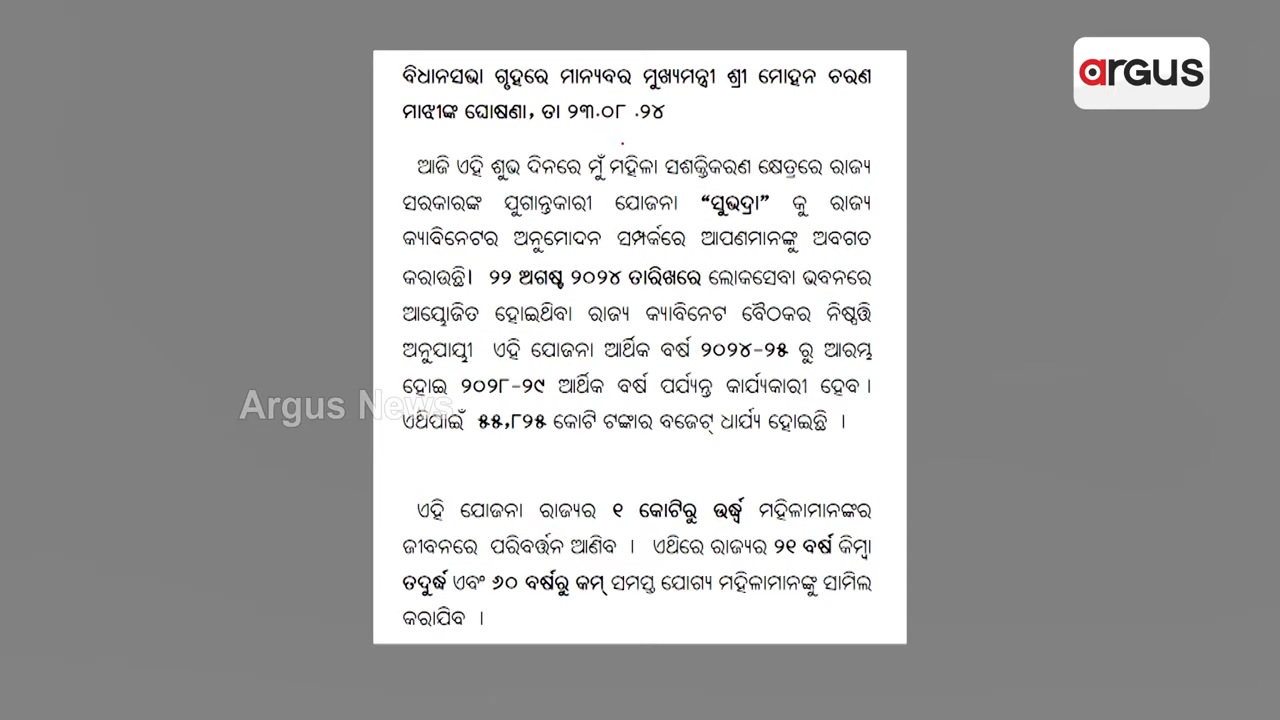 argus
ବିଧାନସଭା ଗୃହରେ ମାନ୍ୟବର ମୁଖ୍ୟମନ୍ତ୍ରୀ ଶ୍ରୀ ମୋହନ ଚରଣ
ମାଝୀଙ୍କ ଘୋଷଣା, ତା ୨୩.୦୮ .୨୪
ଆଜି ଏହି ଶୁଭ ଦିନରେ ମୁଁ ମହିଳା ସଶକ୍ତିକରଣ କ୍ଷେତ୍ରରେ ରାଜ୍ୟ
ସରକାରଙ୍କ ଯୁଗାନ୍ତକାରୀ ଯୋଜନା “ସୁଭଦ୍ରା” କୁ ରାଜ୍ୟ
କ୍ୟାବିନେଟର ଅନୁମୋଦନ ସମ୍ପର୍କରେ ଆପଣମାନଙ୍କୁ ଅବଗତ
କରାଉଛି। ୨୨ ଅଗଷ୍ଟ ୨୦୨୪ ତାରିଖରେ ଲୋକସେବା ଭବନରେ
ଆୟୋଜିତ ହୋଇଥିବା ରାଜ୍ୟ କ୍ୟାବିନେଟ ବୈଠକର ନିଷ୍ପତ୍ତି
ଅନୁଯାୟୀ ଏହି ଯୋଜନା ଆର୍ଥିକ ବର୍ଷ ୨୦୨୪-୨୫ ରୁ ଆରମ୍ଭ
ହୋଇ ୨୦୨୮-୨୯ ଆର୍ଥିକ ବର୍ଷ ପର୍ଯ୍ୟନ୍ତ କାର୍ଯ୍ୟକାରୀ ହେବ।
Argus News
ଏଥିପାଇଁ ୫୫,୮୨୫ କୋଟି ଟଙ୍କାର ବଜେଟ୍ ଧାର୍ଯ୍ୟ ହୋଇଛି ।
ଏହି ଯୋଜନା ରାଜ୍ୟର ୧ କୋଟିରୁ ଉର୍ଦ୍ଧ୍ୱ ମହିଳାମାନଙ୍କର
ଜୀବନରେ ପରିବର୍ତ୍ତନ ଆଣିବ । ଏଥିରେ ରାଜ୍ୟର ୨୧ ବର୍ଷ କିମ୍ବା
ତଦୁର୍ଦ୍ଧ୍ୱ ଏବଂ ୬୦ ବର୍ଷରୁ କମ୍ ସମସ୍ତ ଯୋଗ୍ୟ ମହିଳାମାନଙ୍କୁ ସାମିଲ
କରାଯିବ ।